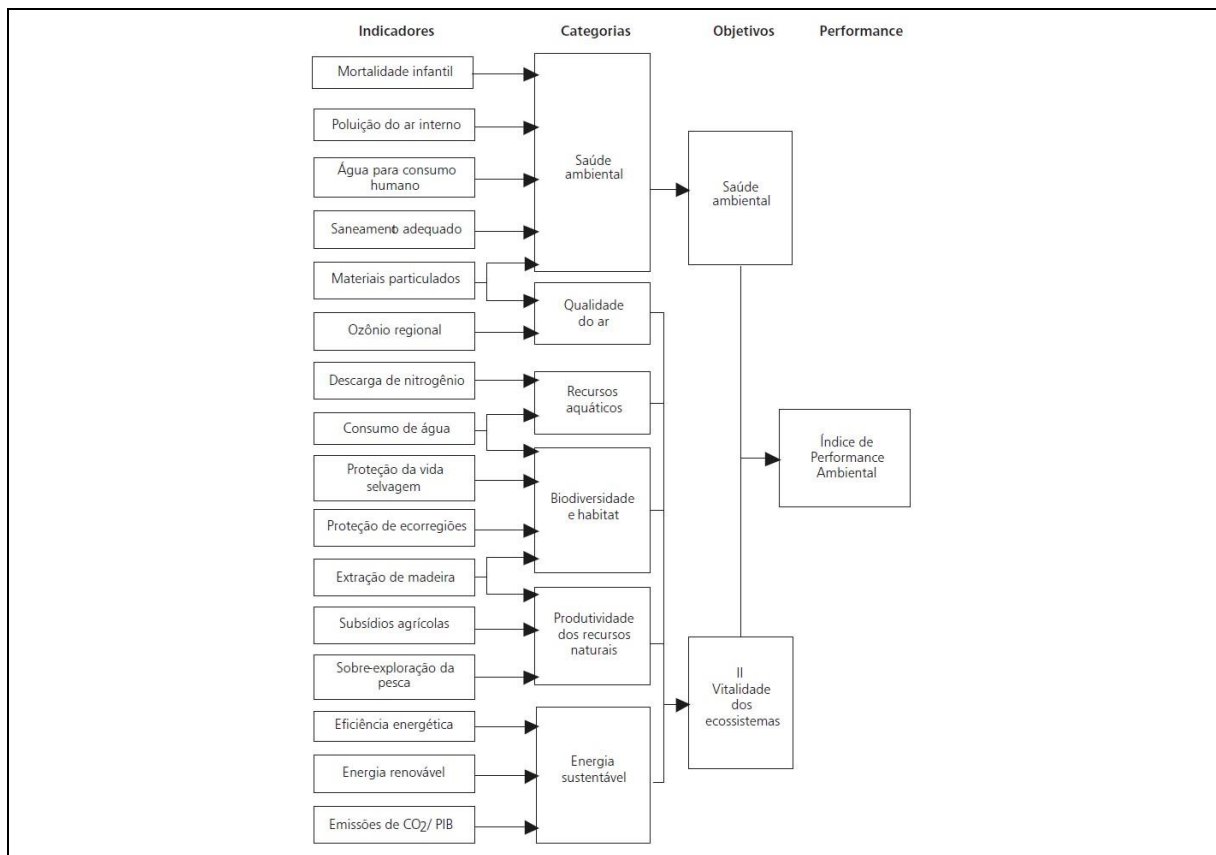 Indicadores
Categorias
Objetivos
Performance
Mortalidade infantil
Poluição do ar interno
Água para consumo
humano
Saneamento adequado
Materiais particulados
Ozônio regional
Descarga de nitrogênio
Consumo de água
Proteção da vida
selvagem
Proteção de ecorregiões
Extração de madeira
Subsídios agrícolas
Sobre-exploração da
pesca
Eficiência energética
Energia renovável
Emissões de CO2/ PIB
Saúde
ambiental
Qualidade
do ar
Recursos
aquáticos
Biodiversidade
e habitat
Produtividade
dos recursos
naturais
Energia
sustentável
Saúde
ambiental
II
Vitalidade
dos
ecossistemas
Índice de
Performance
Ambiental